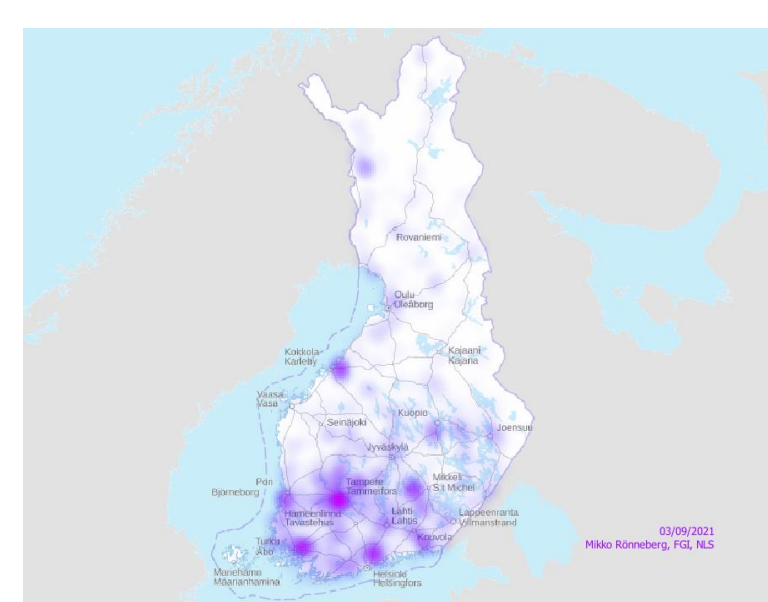 Rovaniemi
Oulu
Uleåborg
Kokkola
Karleby
Kajaani
Kajana
Vaasa
Vasa
Kuopio
Seinäjoki
Joensuu
Jyväskylä
Pori
Björneborg
Tampere
Tammerfors
Mikkeli
S:t Michel
Hämeenlinna
Tavastehus
Lahti
Lahtis
Lappeenranta
Villmanstrand
Kouvola
Turku
Åbo
03/09/2021
Mikko Rönneberg, FGI, NLS
Mariehamn
Maarianhamina
Helsinki
Helsingfors